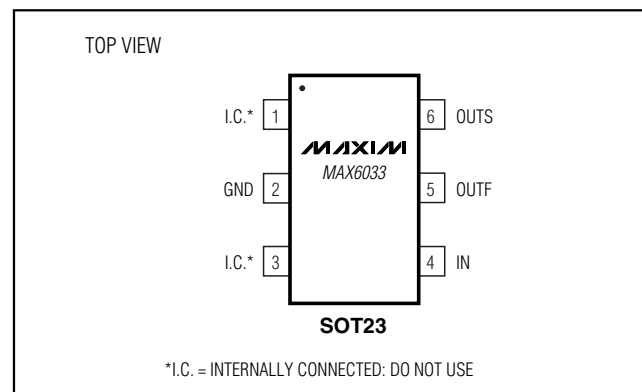 TOP VIEW
I.C.* 1
6 OUTS
MAXIM
MAX6033
GND 2
5 OUTF
I.C.* 3
4 IN
SOT23
*I.C. = INTERNALLY CONNECTED: DO NOT USE